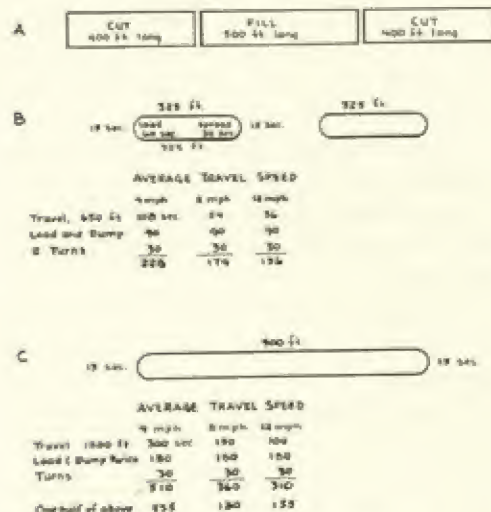 A
CUT FILL CUT
400 ft. long 500 ft. long 400 ft. long
325 ft. 325 ft.
B
15 sec. load spread 15 sec.
30 sec
325 ft.
AVERAGE TRAVEL SPEED
4 mph 8 mph 12 mph
Travel, 650 ft 108 sec. 54 36
Load and Dump 90 90 90
2 Turns 30 30 30
228 174 156
900 ft
C
15 sec. 15 sec.
AVERAGE TRAVEL SPEED
4 mph 8 mph 12 mph
Travel 1800 ft 300 sec 150 100
Load & Dump twice 180 180 180
Turns 30 30 30
510 360 310
One half of above 255 180 155